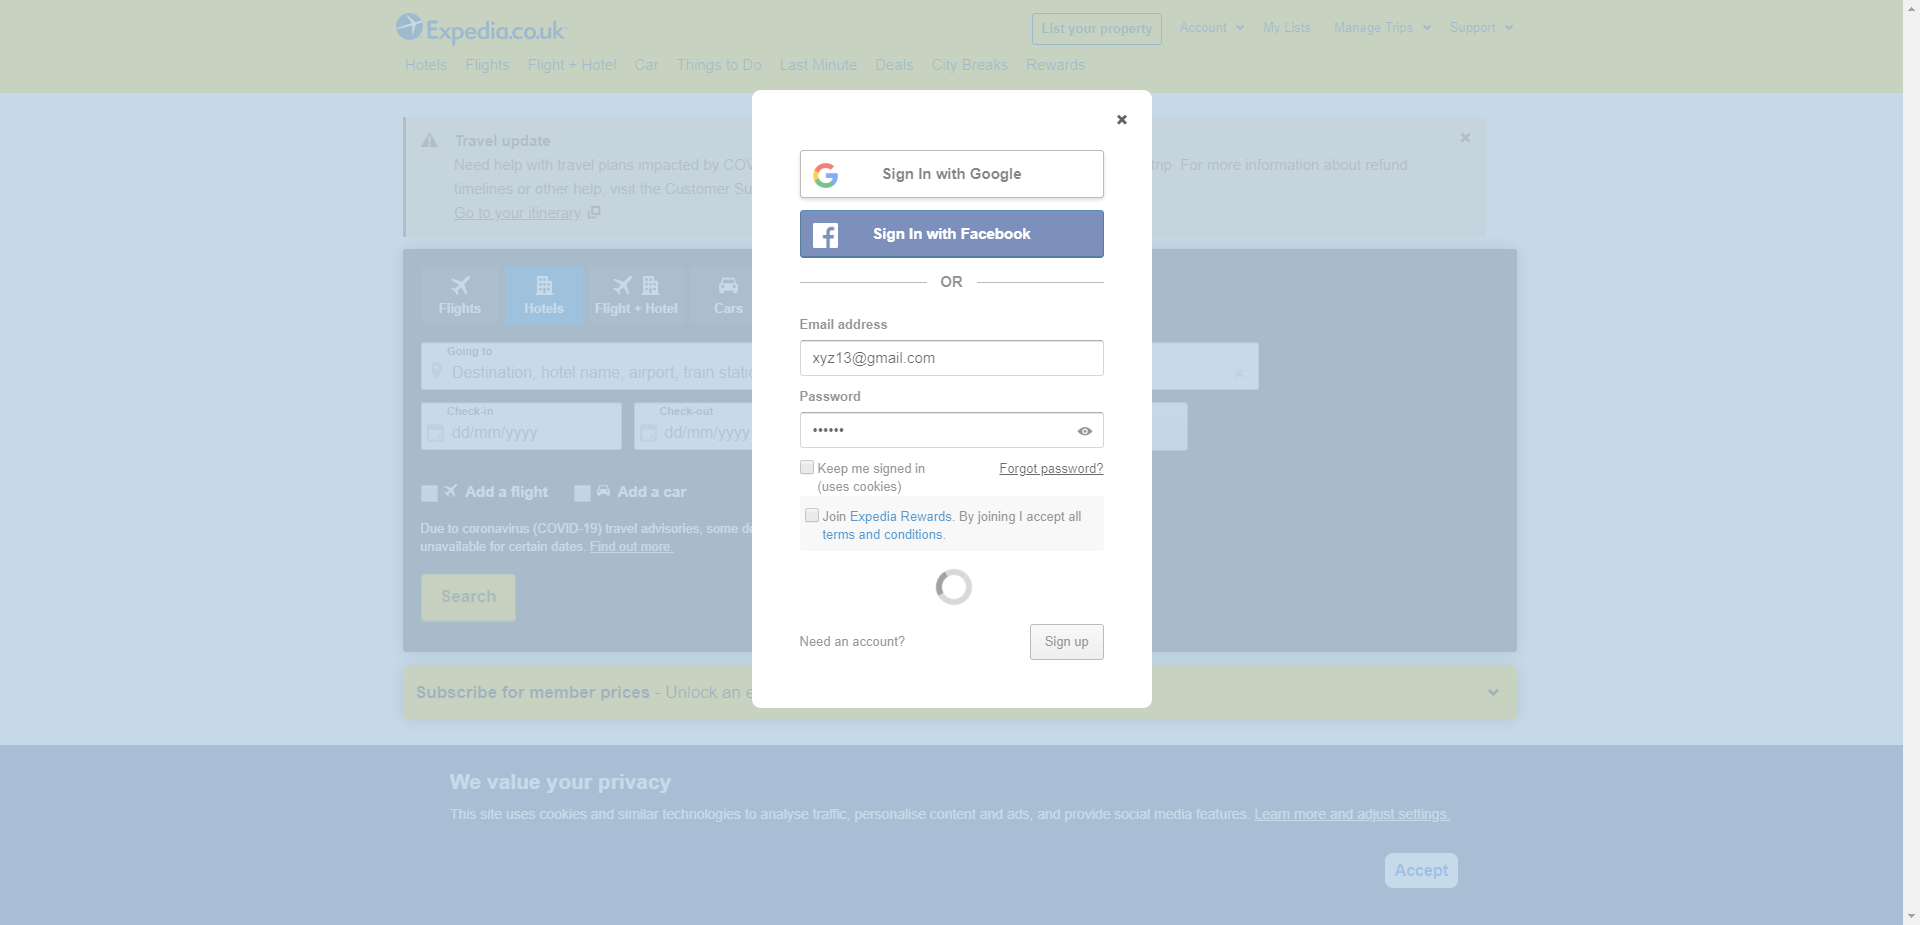 Expedia.co.uk
List your property
Account
My Lists
Manage Trips
Support
Hotels
Flights
Flight + Hotel
Car
Things to Do
Last Minute
Deals
City Breaks
Rewards
Travel update
Need help with travel plans impacted by
trip. For more information about refund
timelines or other help, visit the Customer
Go to your itinerary
Flights
Hotels
Flight + Hotel
Cars
Going to
Destination, hotel name, airport, train
Check-in
dd/mm/yyyy
Check-out
dd/mm/yyyy
Add a flight
Add a car
Due to coronavirus (COVID-19) travel advisories, some
unavailable for certain dates. Find out more.
Search
Subscribe for member prices - Unlock an
Sign In with Google
Sign In with Facebook
OR
Email address
xyz13@gmail.com
Password
••••••
Keep me signed in
(uses cookies)
Forgot password?
Join Expedia Rewards. By joining I accept all
terms and conditions.
Need an account?
Sign up
We value your privacy
This site uses cookies and similar technologies to analyse traffic, personalise content and ads, and provide social media features. Learn more and adjust settings.
Accept